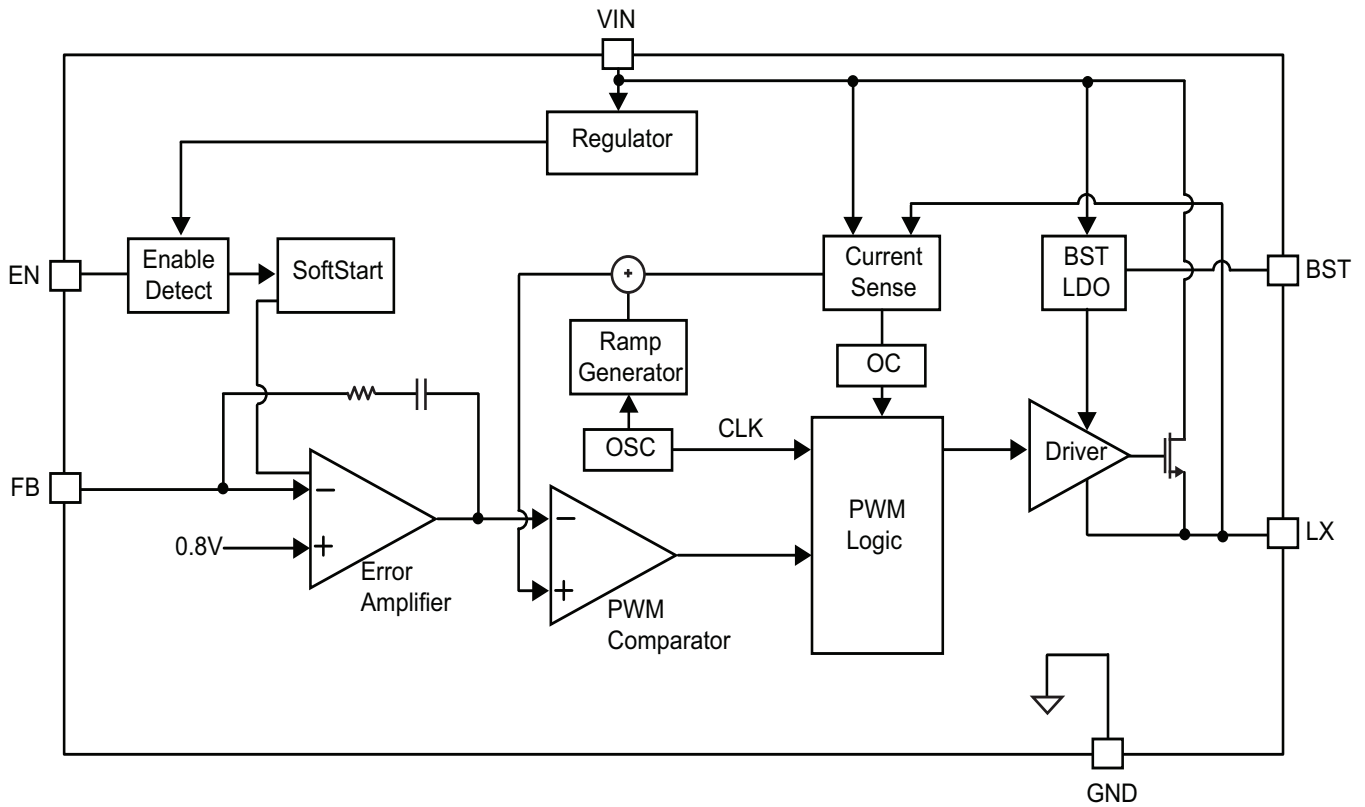 VIN
Regulator
EN
Enable
Detect
SoftStart
+
Current
Sense
BST
LDO
BST
Ramp
Generator
OC
OSC
CLK
FB
−
0.8V
+
Error
Amplifier
−
+
PWM
Comparator
PWM
Logic
Driver
LX
GND